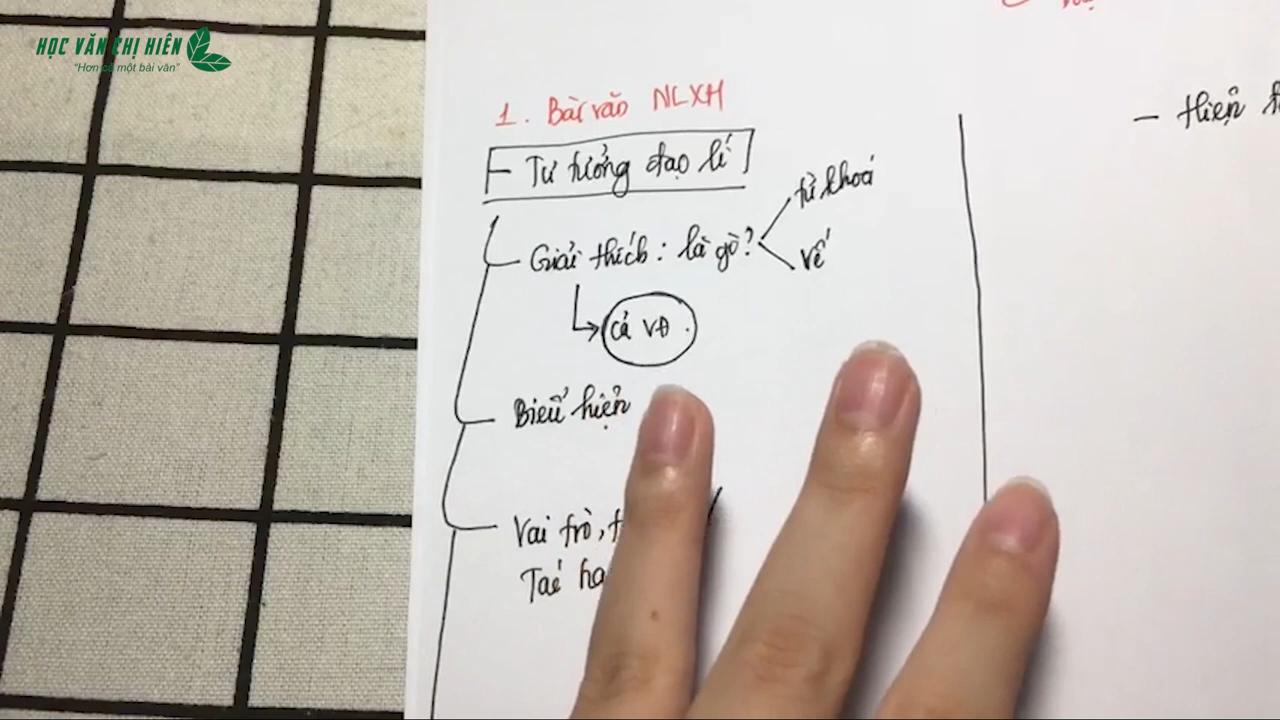 HỌC VĂN CHỊ HIÊN
"Hơn cả một bài văn"
1. Bài văn NLXH
- Tư tưởng đạo lí
Giải thích: là gì?
từ khoá
vế
cả VĐ.
Biểu hiện
Vai trò,
Tác
- Hiện